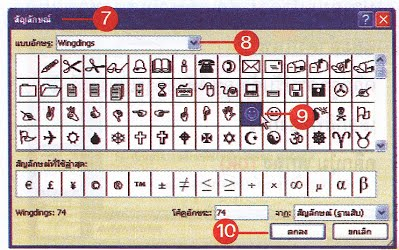 สัญลักษณ์ 7
แบบอักษร: Wingdings 8
9
สัญลักษณ์ที่ใช้ล่าสุด:
€ £ ¥ © ® ™ ± ≠ ≤ ≥ ÷ × ∞ µ α β
Wingdings: 74 โค้ดอักขระ: 74 จาก: สัญลักษณ์ (ฐานสิบ)
10 ตกลง ยกเลิก